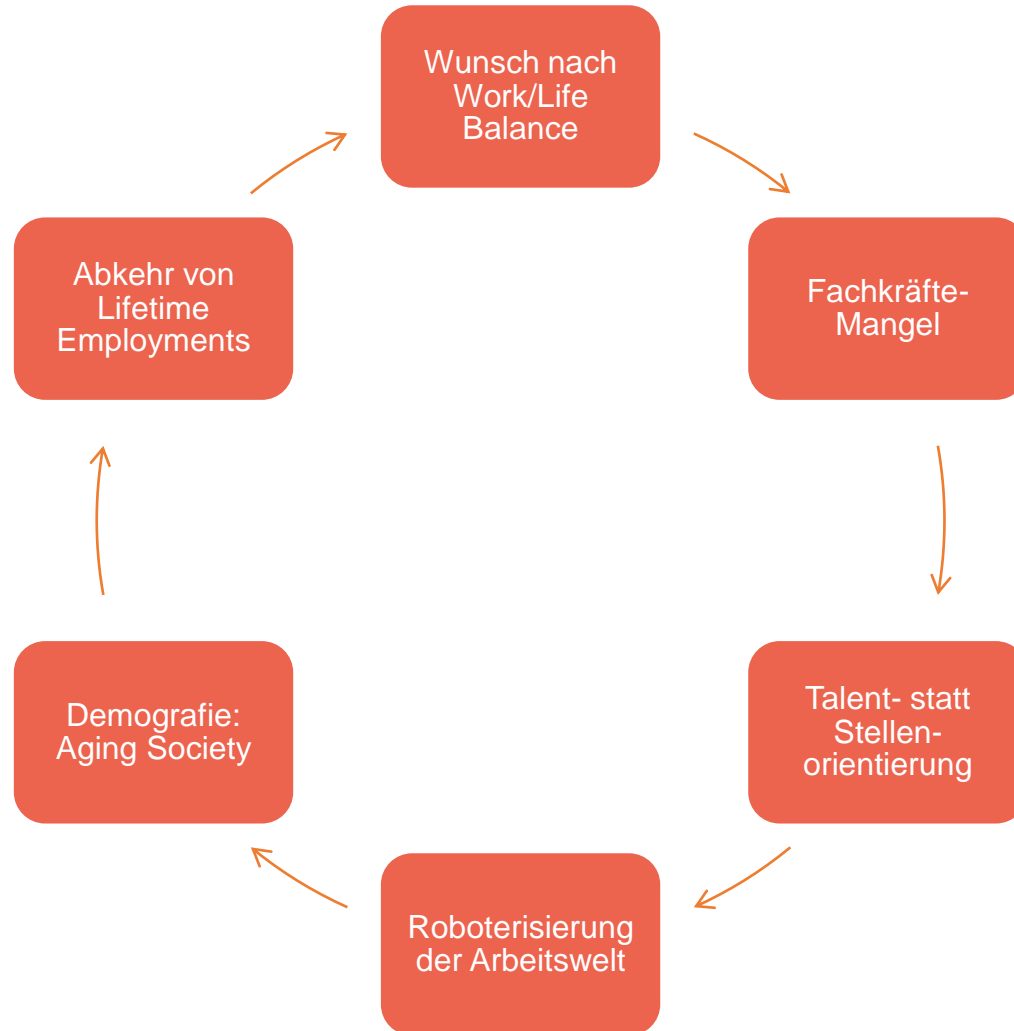 Wunsch nach
Work/Life
Balance
Fachkräfte-
Mangel
Talent- statt
Stellen-
orientierung
Roboterisierung
der Arbeitswelt
Demografie:
Aging Society
Abkehr von
Lifetime
Employments